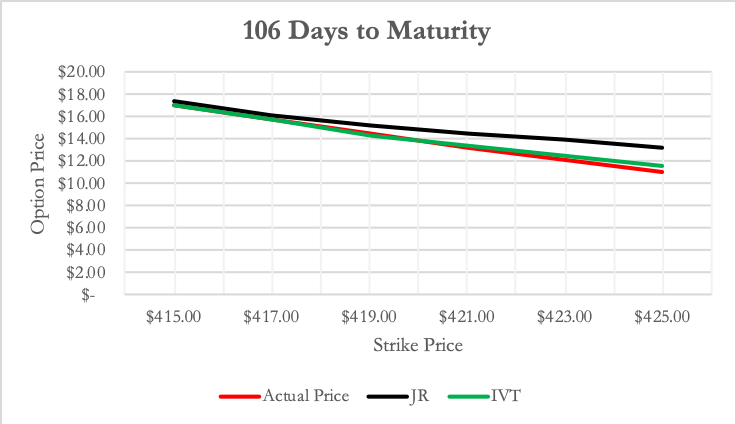 106 Days to Maturity
$20.00
$18.00
$16.00
$14.00
$12.00
$10.00
$8.00
$6.00
$4.00
$2.00
$-
Option Price
$415.00 $417.00 $419.00 $421.00 $423.00 $425.00
Strike Price
Actual Price JR IVT